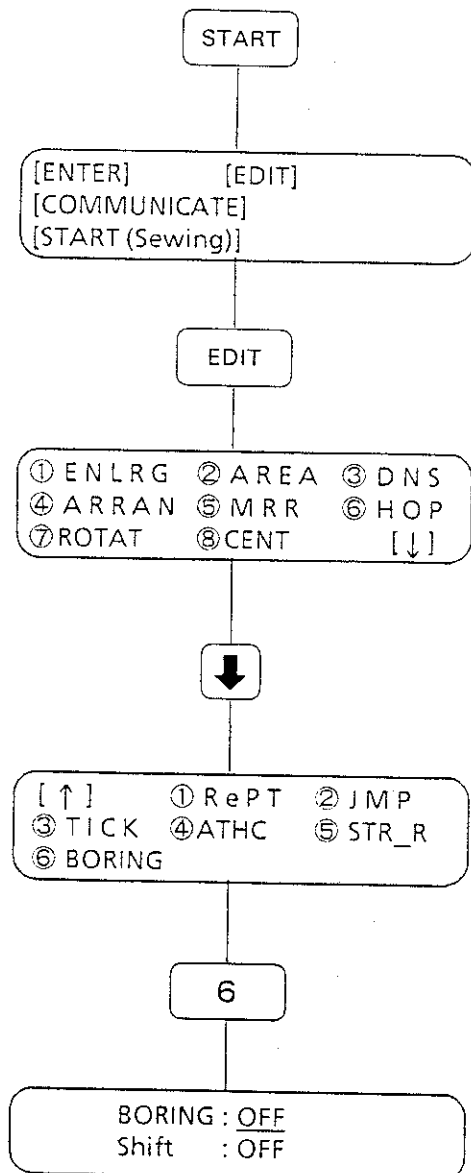 START
[ENTER] [EDIT]
[COMMUNICATE]
[START (Sewing)]
EDIT
① ENLRG ② AREA ③ DNS
④ ARRAN ⑤ MRR ⑥ HOP
⑦ ROTAT ⑧ CENT [↓]
⬇
[↑] ① RePT ② JMP
③ TICK ④ ATHC ⑤ STR_R
⑥ BORING
6
BORING : OFF
Shift : OFF